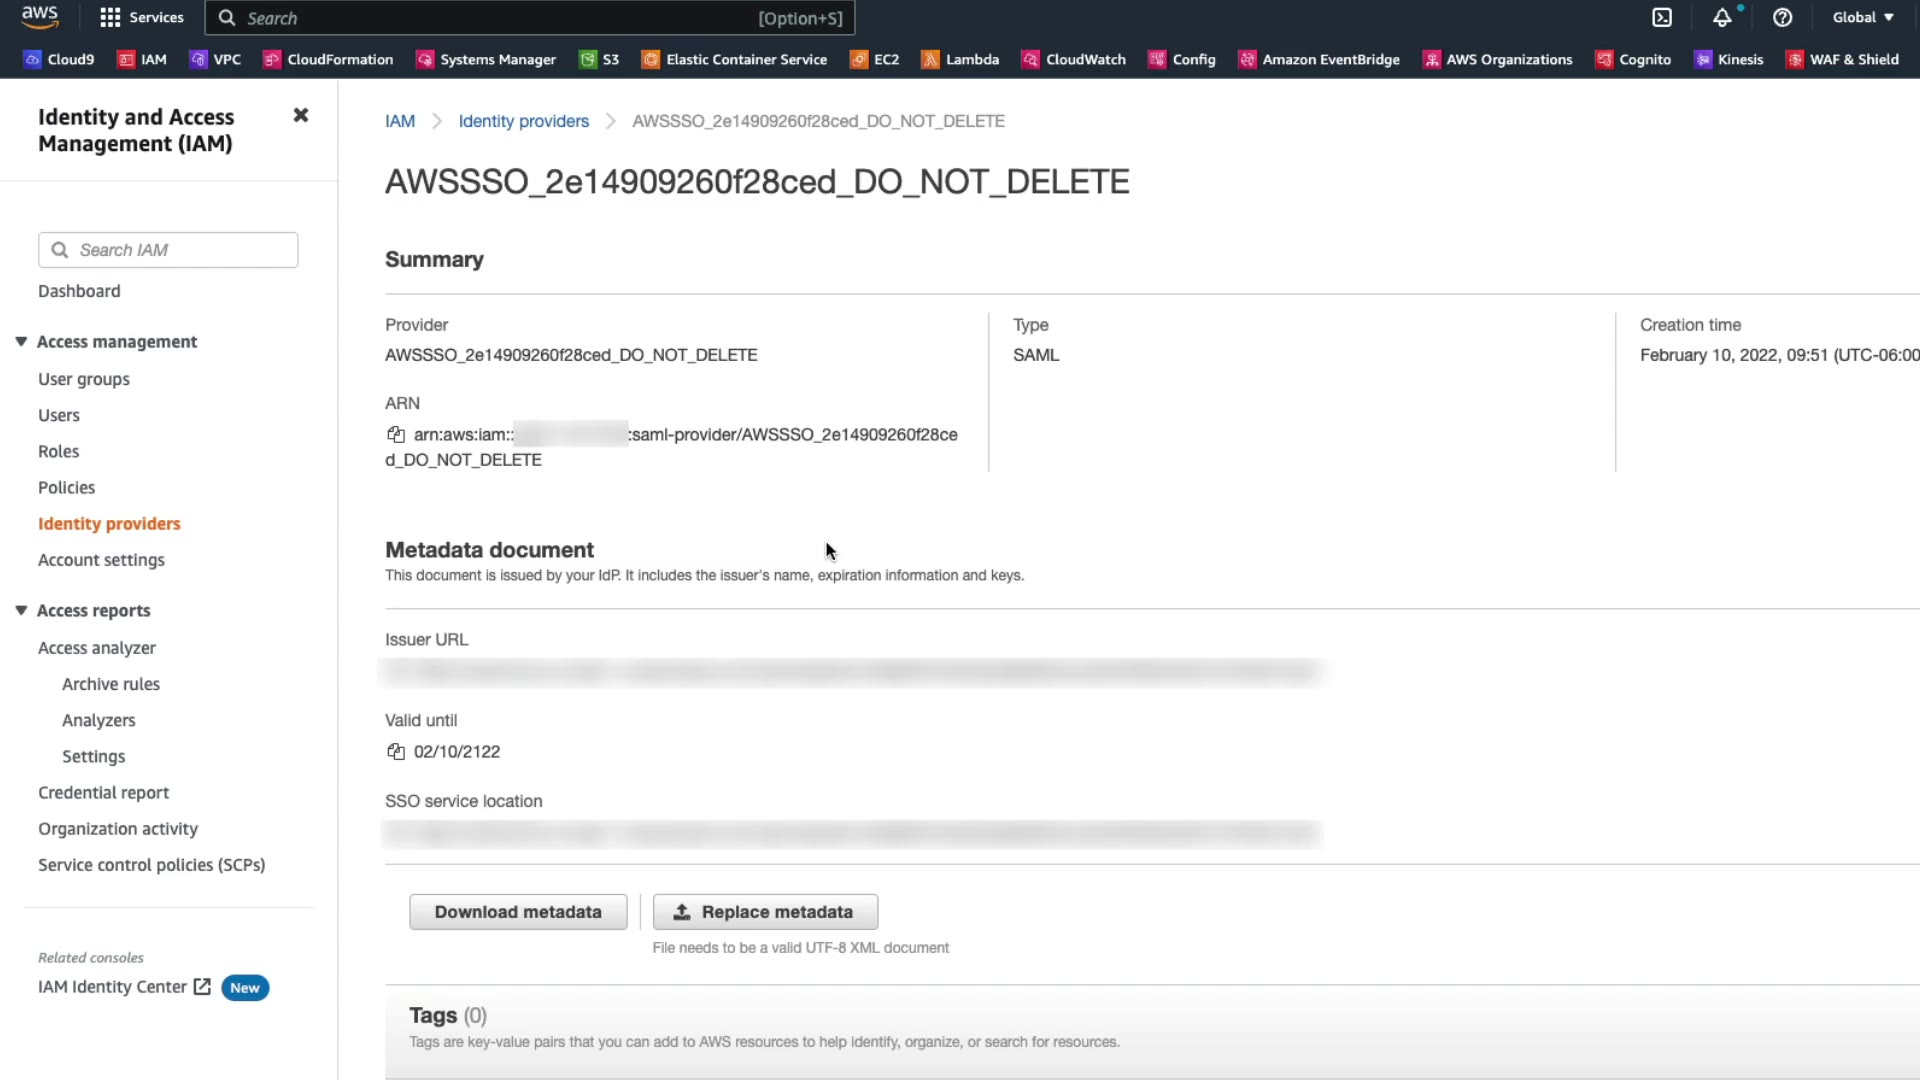 aws
Services
Search
[Option+S]
Global
Cloud9
IAM
VPC
CloudFormation
Systems Manager
S3
Elastic Container Service
EC2
Lambda
CloudWatch
Config
Amazon EventBridge
AWS Organizations
Cognito
Kinesis
WAF & Shield
Identity and Access
Management (IAM)
Search IAM
Dashboard
Access management
User groups
Users
Roles
Policies
Identity providers
Account settings
Access reports
Access analyzer
Archive rules
Analyzers
Settings
Credential report
Organization activity
Service control policies (SCPs)
Related consoles
IAM Identity Center
New
IAM > Identity providers > AWSSSO_2e14909260f28ced_DO_NOT_DELETE
AWSSSO_2e14909260f28ced_DO_NOT_DELETE
Summary
Provider
AWSSSO_2e14909260f28ced_DO_NOT_DELETE
ARN
arn:aws:iam:: :saml-provider/AWSSSO_2e14909260f28ce
d_DO_NOT_DELETE
Type
SAML
Creation time
February 10, 2022, 09:51 (UTC-06:00
Metadata document
This document is issued by your IdP. It includes the issuer's name, expiration information and keys.
Issuer URL
Valid until
02/10/2122
SSO service location
Download metadata
Replace metadata
File needs to be a valid UTF-8 XML document
Tags (0)
Tags are key-value pairs that you can add to AWS resources to help identify, organize, or search for resources.